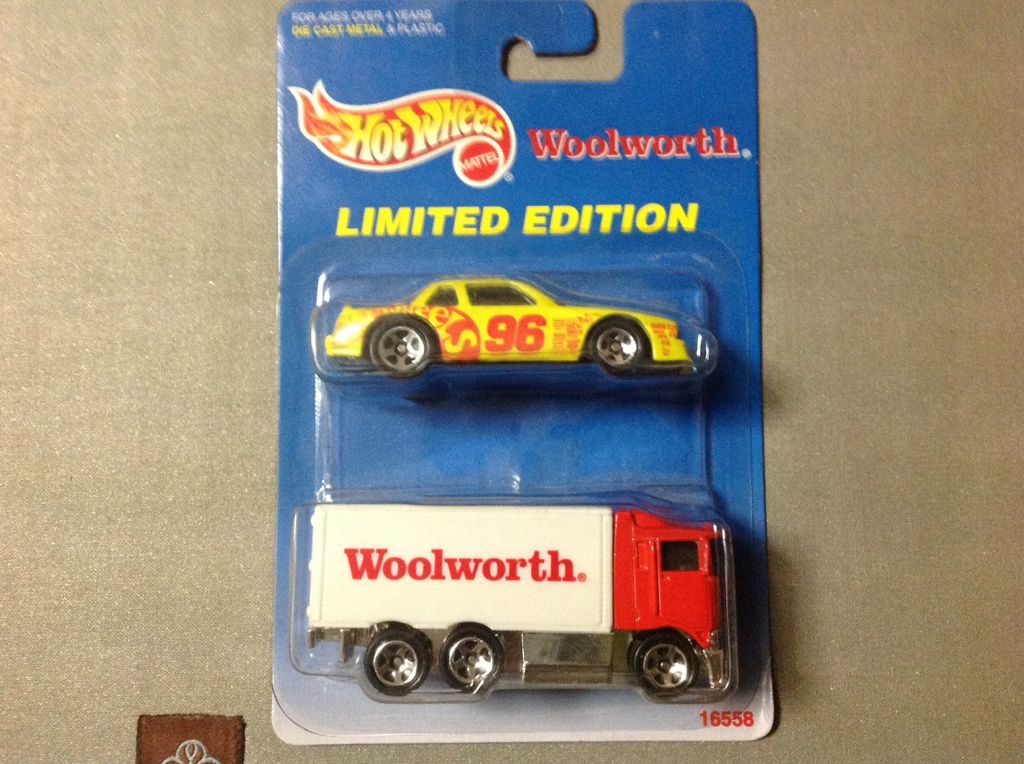 FOR AGES OVER 4 YEARS
DIE CAST METAL & PLASTIC
HOT WHEELS
MATTEL
®
Woolworth®
LIMITED EDITION
96
Woolworth®
16558